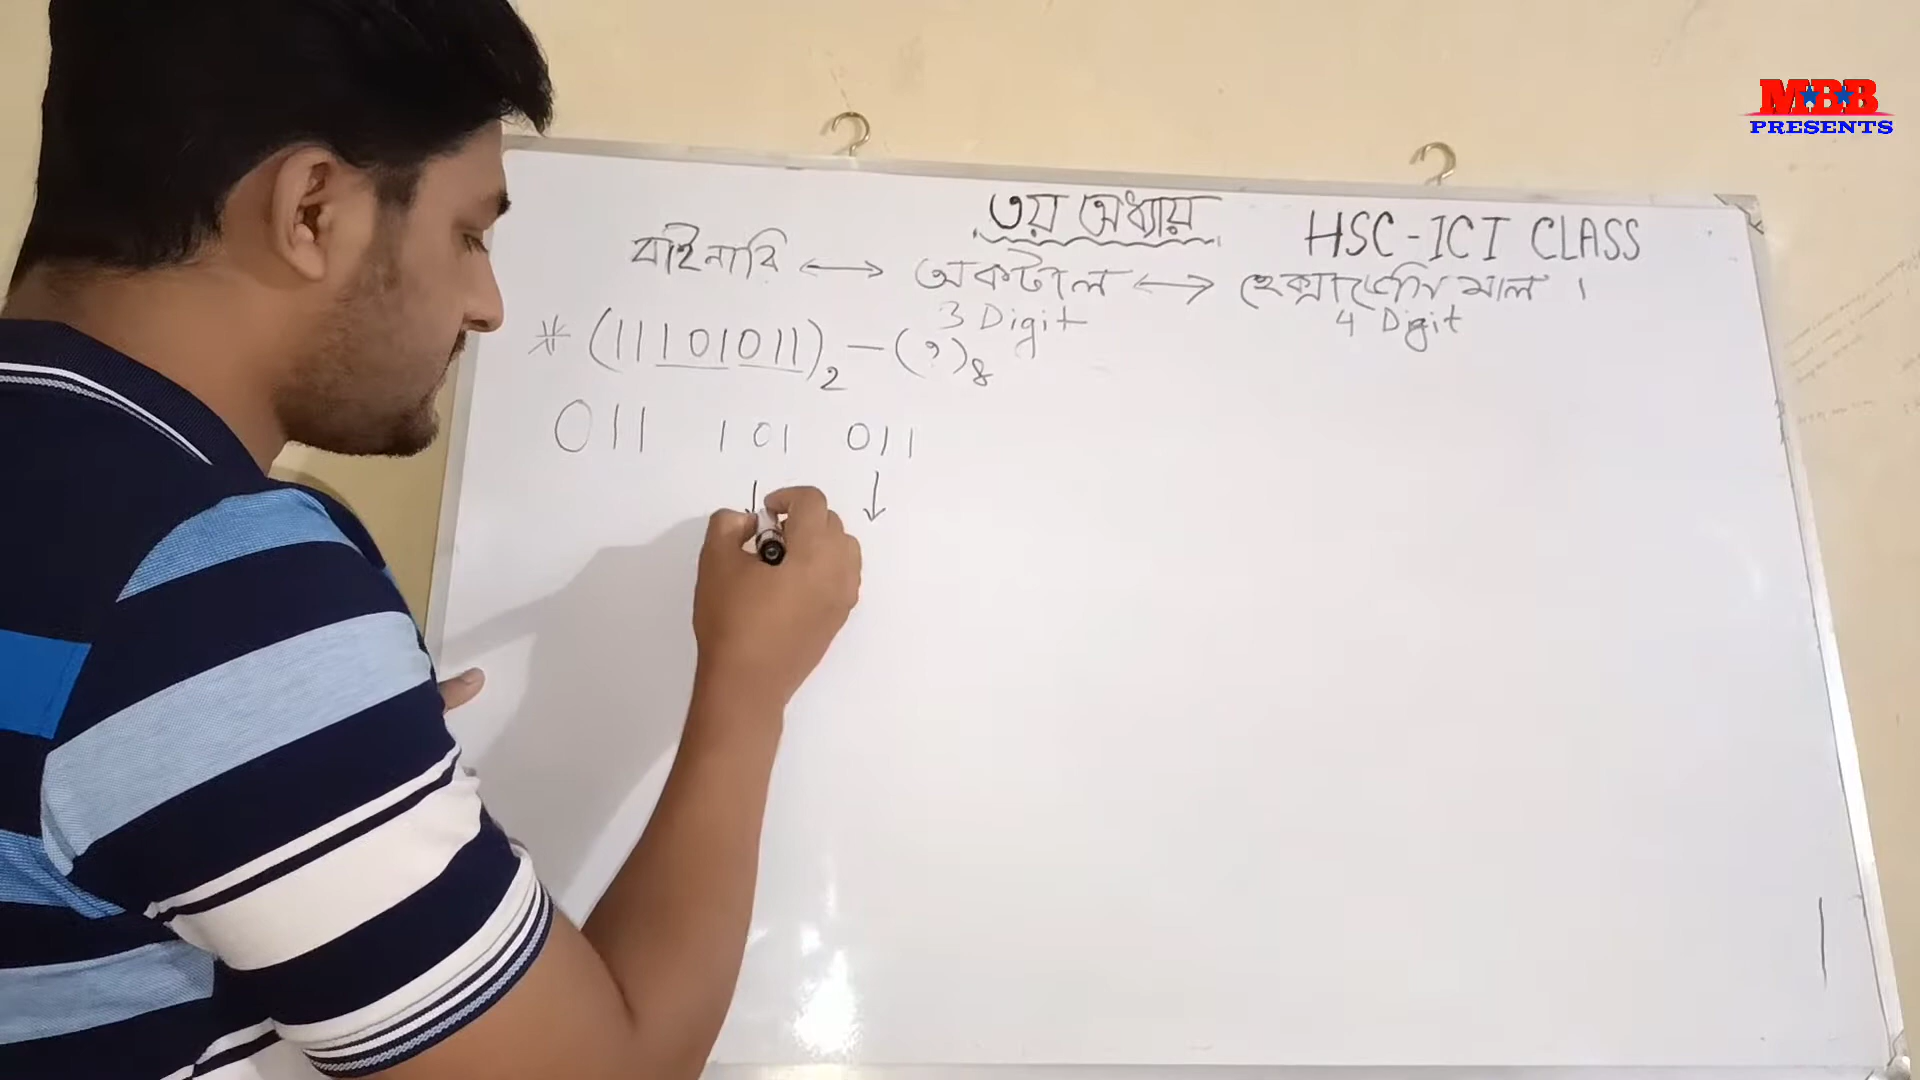 MBB
PRESENTS
৩য় অধ্যায়
HSC-ICT CLASS
বাইনারি ↔ অকটাল ↔ হেক্সাডেসিমাল ।
3 Digit
4 Digit
* (11101011)₂ – (?)₈
011 101 011
↓ ↓